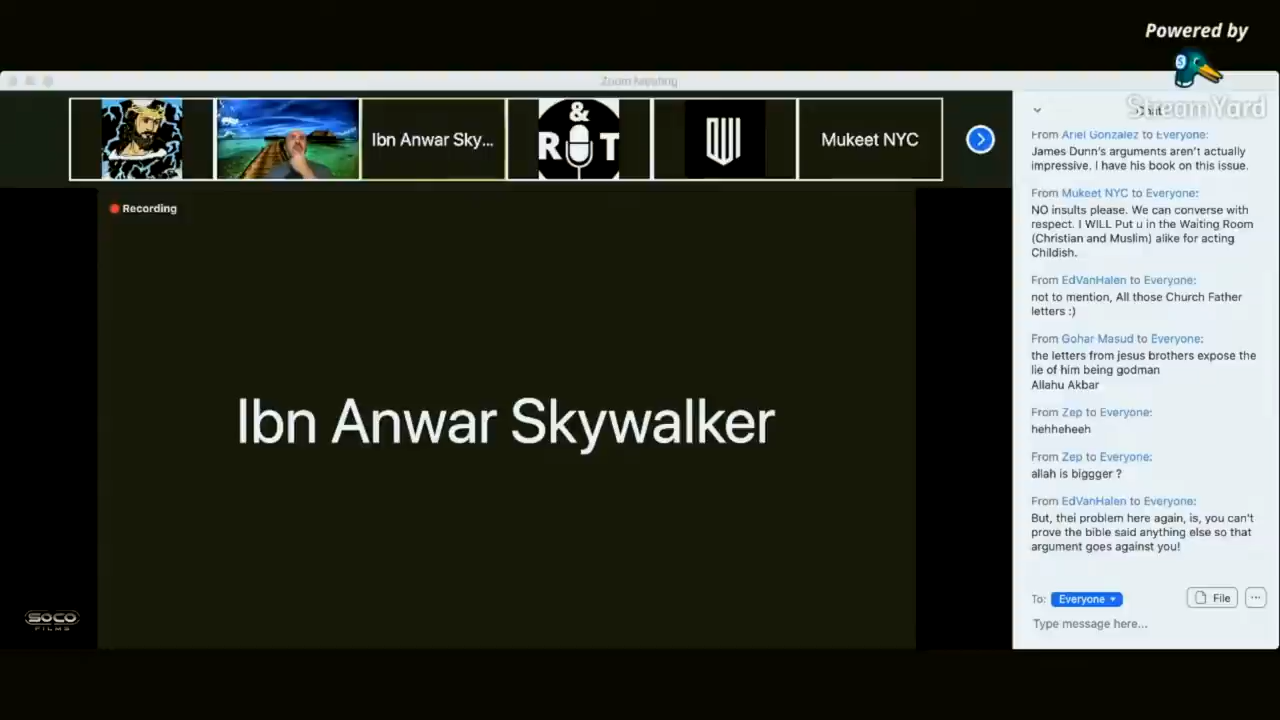 Powered by
StreamYard
Zoom Meeting
Ibn Anwar Sky...
&
R T
Mukeet NYC
Recording
Ibn Anwar Skywalker
SOCO
FILMS
From Ariel Gonzalez to Everyone:
James Dunn's arguments aren't actually
impressive. I have his book on this issue.
From Mukeet NYC to Everyone:
NO insults please. We can converse with
respect. I WILL Put u in the Waiting Room
(Christian and Muslim) alike for acting
Childish.
From EdVanHalen to Everyone:
not to mention, All those Church Father
letters :)
From Gohar Masud to Everyone:
the letters from jesus brothers expose the
lie of him being godman
Allahu Akbar
From Zep to Everyone:
hehheheeh
From Zep to Everyone:
allah is biggger ?
From EdVanHalen to Everyone:
But, thei problem here again, is, you can't
prove the bible said anything else so that
argument goes against you!
To: Everyone
File
Type message here...